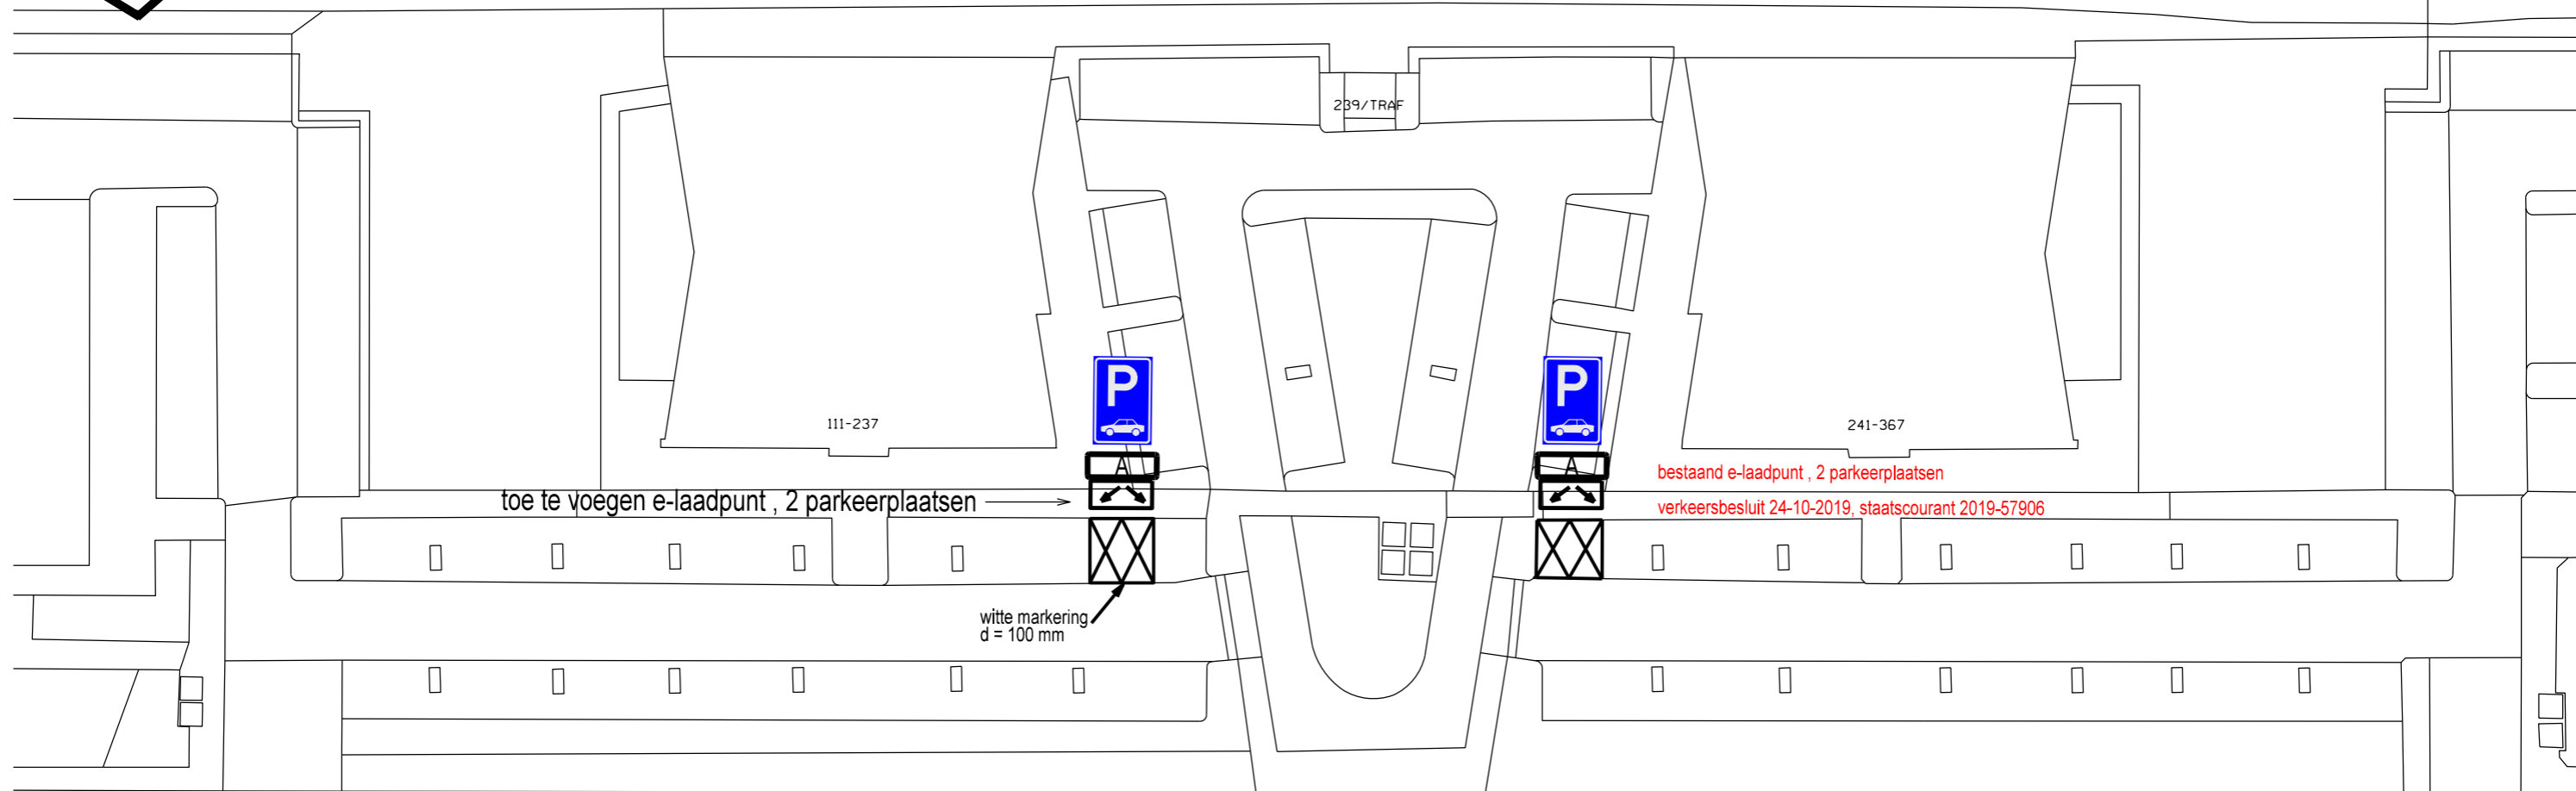 239/TRAF
P
P
111-237
241-367
A
A
bestaand e-laadpunt , 2 parkeerplaatsen
toe te voegen e-laadpunt , 2 parkeerplaatsen
verkeersbesluit 24-10-2019, staatscourant 2019-57906
witte markering
d = 100 mm